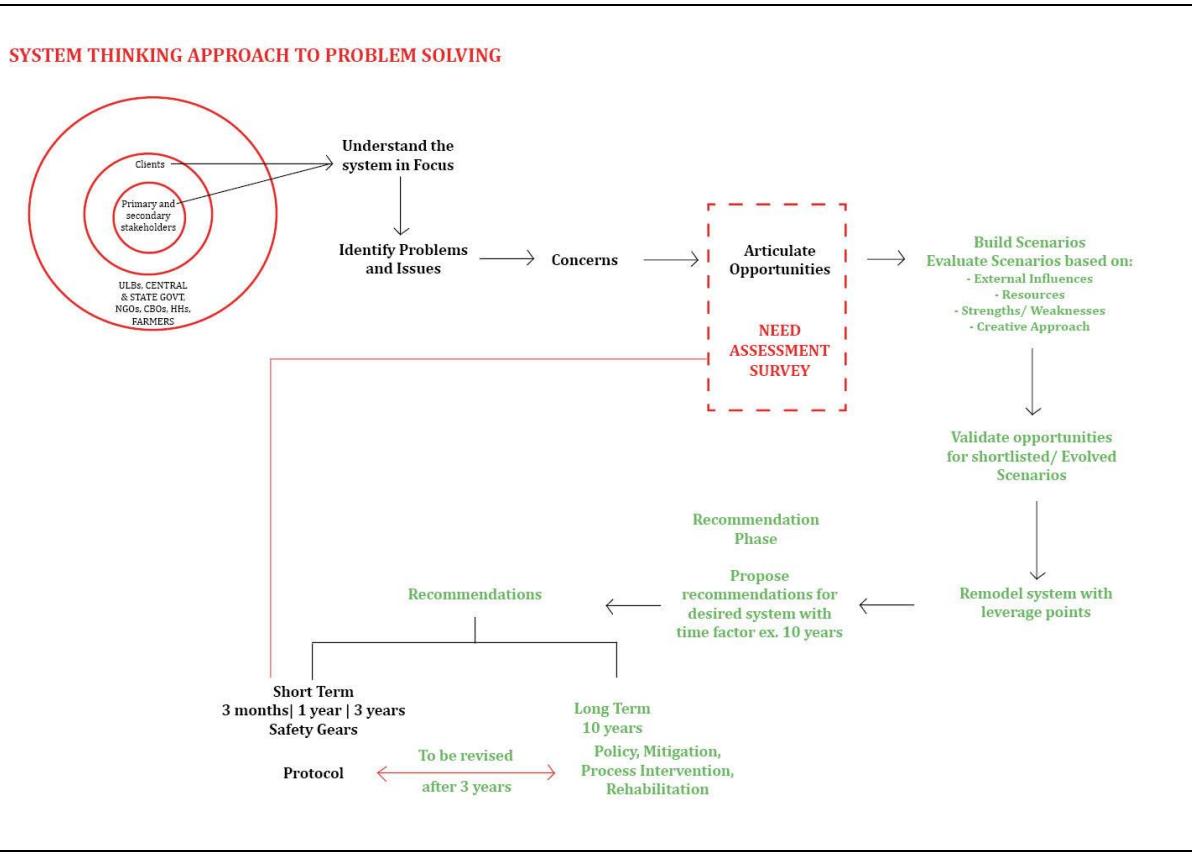 SYSTEM THINKING APPROACH TO PROBLEM SOLVING
Clients
Primary and
secondary
stakeholders
ULBs, CENTRAL
& STATE GOVT,
NGOs, CBOs, HHs,
FARMERS
Understand the
system in Focus
Identify Problems
and Issues
Concerns
Articulate
Opportunities
NEED
ASSESSMENT
SURVEY
Build Scenarios
Evaluate Scenarios based on:
- External Influences
- Resources
- Strengths/ Weaknesses
- Creative Approach
Validate opportunities
for shortlisted/ Evolved
Scenarios
Remodel system with
leverage points
Recommendation
Phase
Propose
recommendations for
desired system with
time factor ex. 10 years
Recommendations
Short Term
3 months| 1 year | 3 years
Safety Gears
Protocol
To be revised
after 3 years
Long Term
10 years
Policy, Mitigation,
Process Intervention,
Rehabilitation